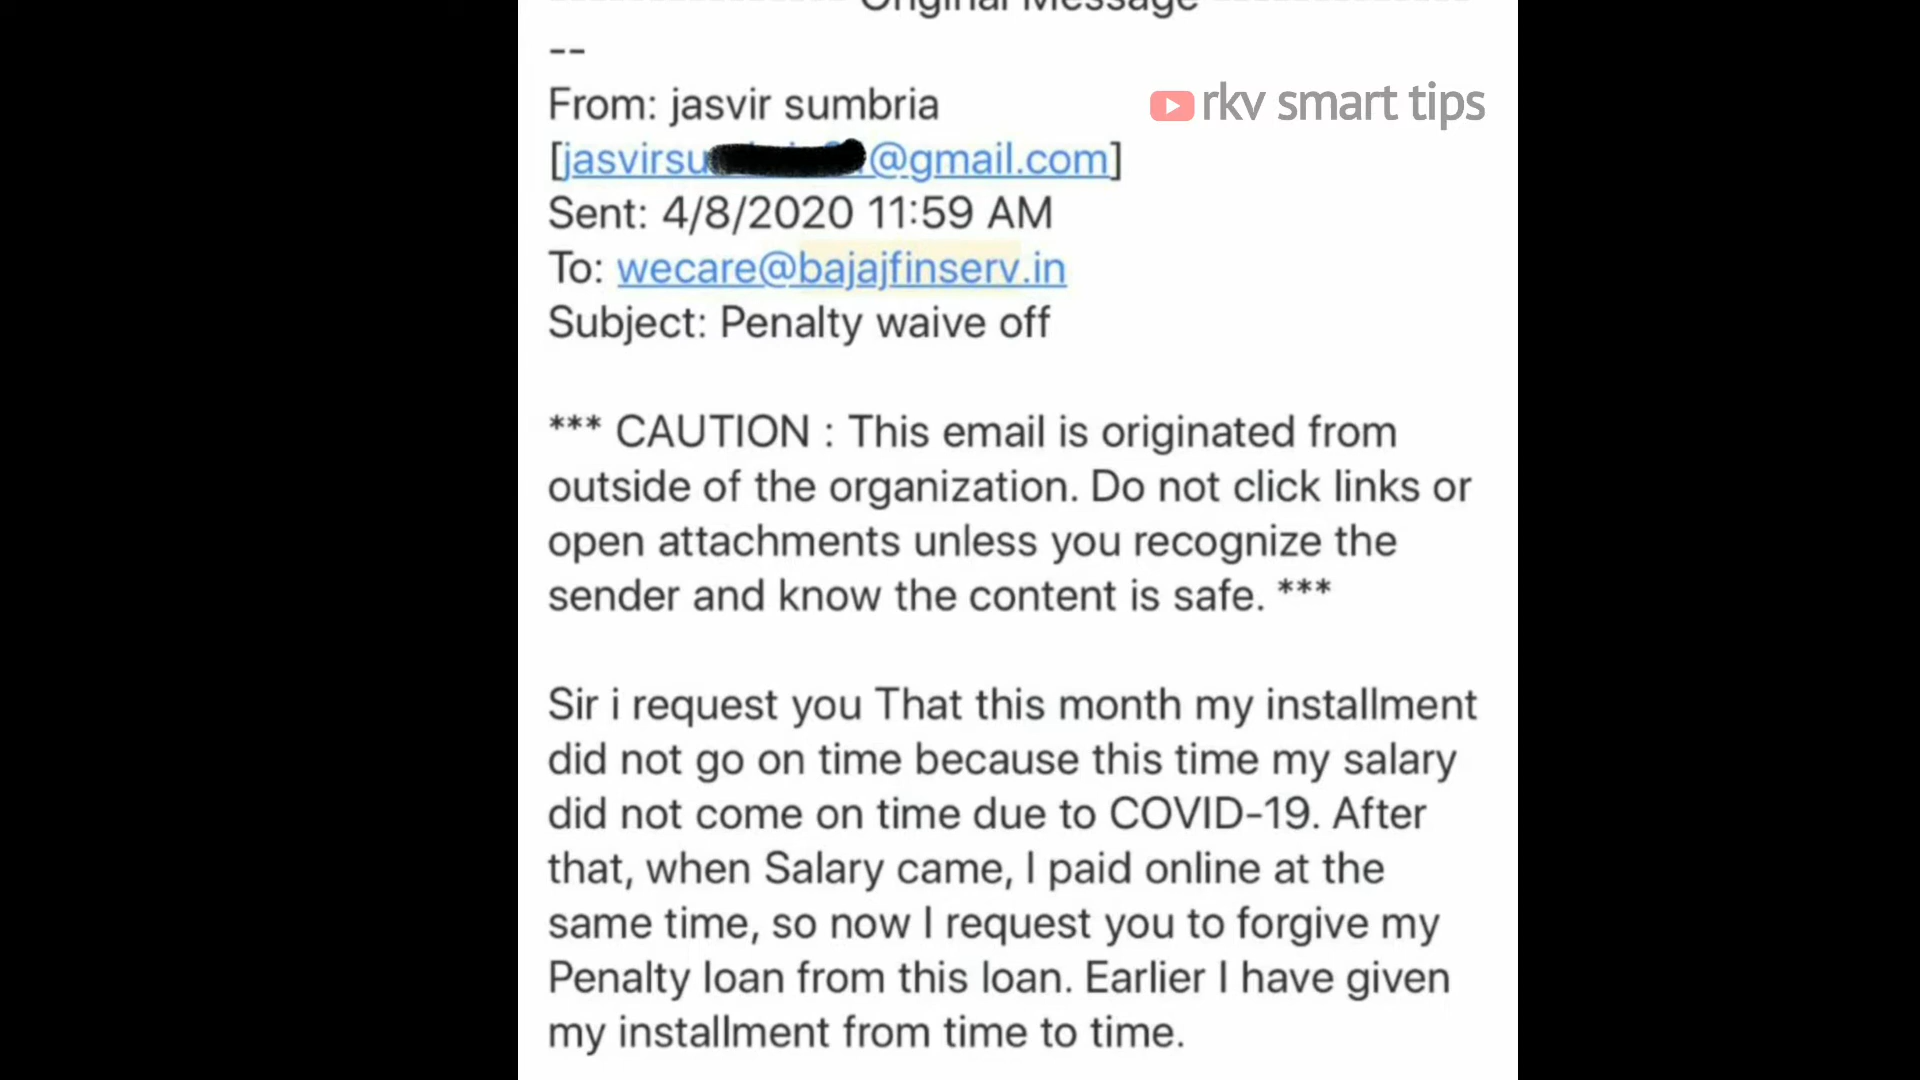 Original Message
--
From: jasvir sumbria
rkv smart tips
[jasvirsu @gmail.com]
Sent: 4/8/2020 11:59 AM
To: wecare@bajajfinserv.in
Subject: Penalty waive off
*** CAUTION : This email is originated from
outside of the organization. Do not click links or
open attachments unless you recognize the
sender and know the content is safe. ***
Sir i request you That this month my installment
did not go on time because this time my salary
did not come on time due to COVID-19. After
that, when Salary came, I paid online at the
same time, so now I request you to forgive my
Penalty loan from this loan. Earlier I have given
my installment from time to time.